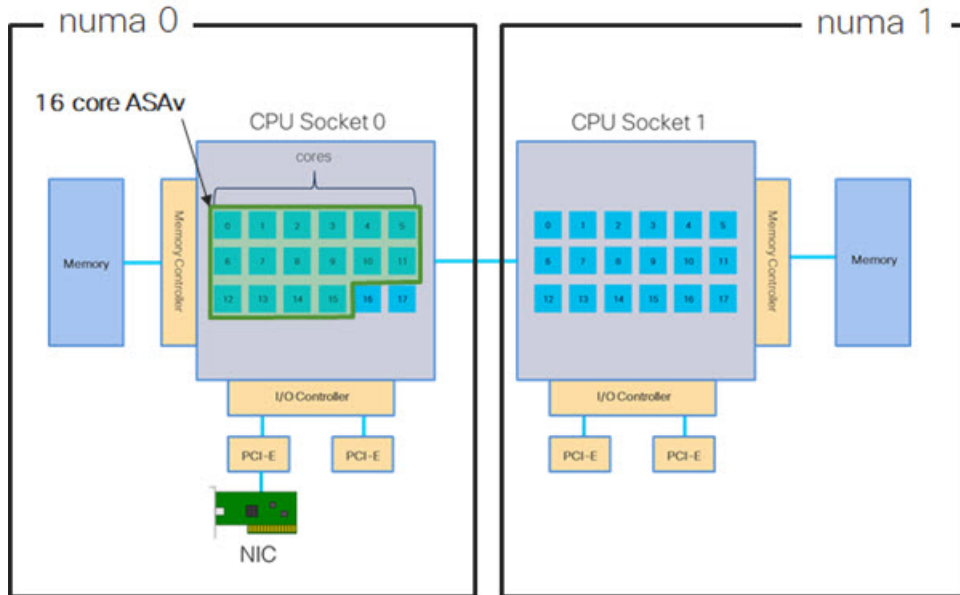 numa 0
numa 1
16 core ASAv
CPU Socket 0
CPU Socket 1
cores
Memory
Memory Controller
0 1 2 3 4 5
6 7 8 9 10 11
12 13 14 15 16 17
0 1 2 3 4 5
6 7 8 9 10 11
12 13 14 15 16 17
Memory Controller
Memory
I/O Controller
I/O Controller
PCI-E
PCI-E
PCI-E
PCI-E
NIC